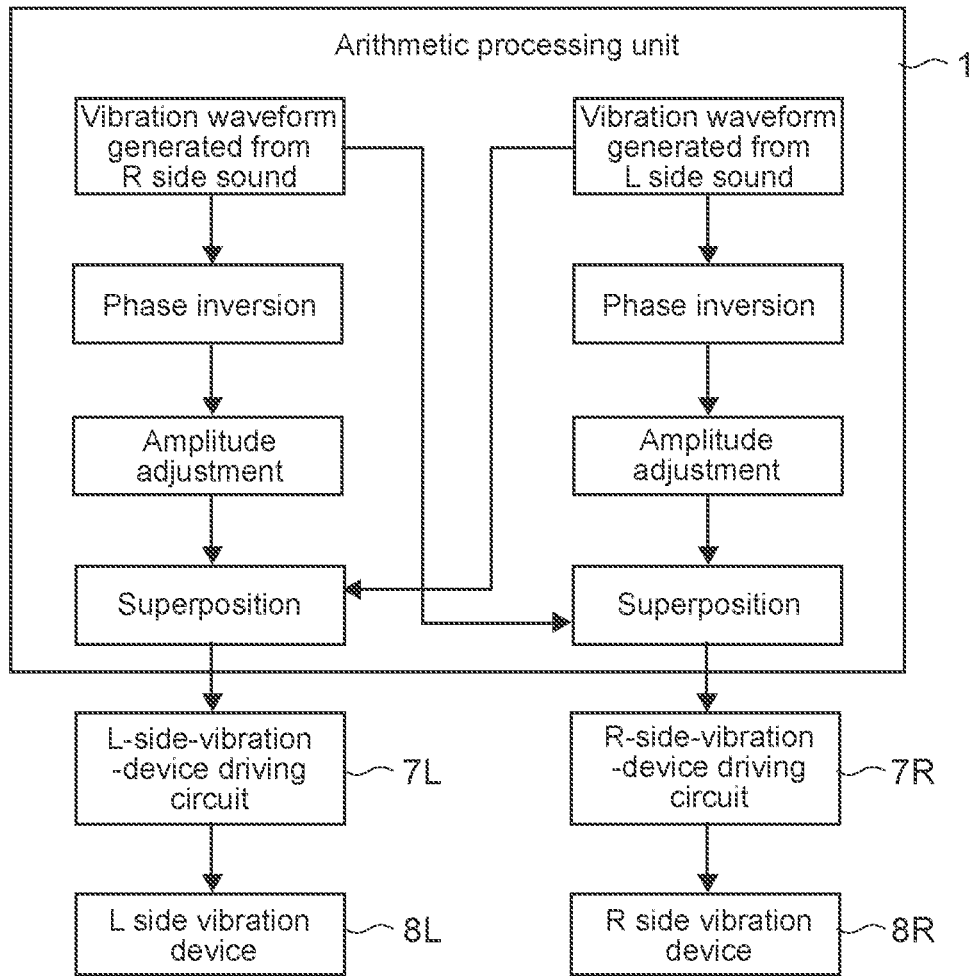 Arithmetic processing unit
1
Vibration waveform
generated from
R side sound
Vibration waveform
generated from
L side sound
Phase inversion
Phase inversion
Amplitude
adjustment
Amplitude
adjustment
Superposition
Superposition
L-side-vibration
-device driving
circuit
7L
R-side-vibration
-device driving
circuit
7R
L side vibration
device
8L
R side vibration
device
8R